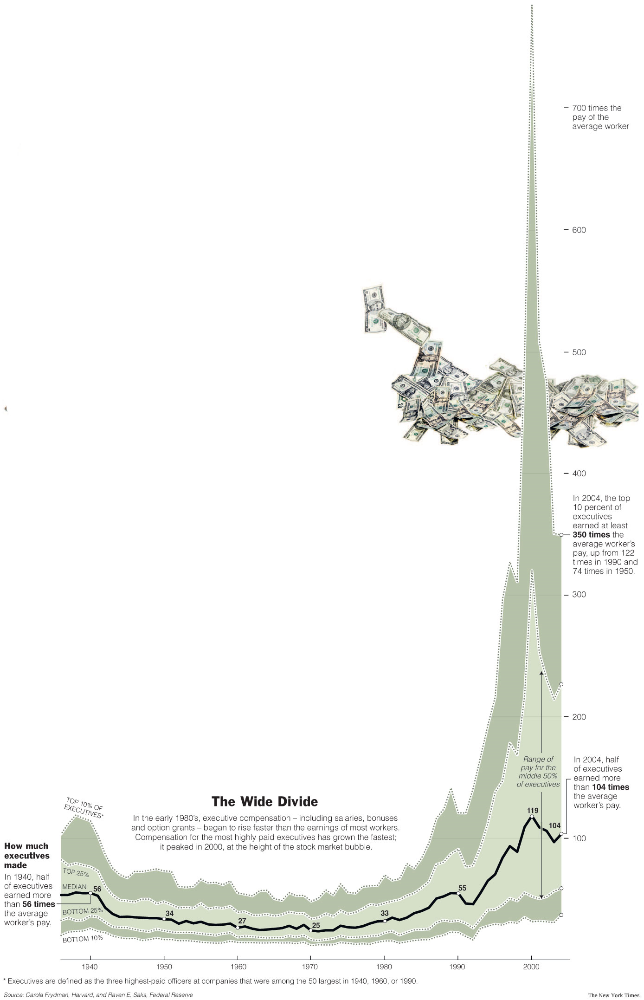 700 times the
pay of the
average worker
600
500
400
In 2004, the top
10 percent of
executives
earned at least
350 times the
average worker's
pay, up from 122
times in 1990 and
74 times in 1950.
300
200
Range of
pay for the
middle 50%
of executives
In 2004, half
of executives
earned more
than 104 times
the average
worker's pay.
119
104
100
The Wide Divide
In the early 1980's, executive compensation – including salaries, bonuses
and option grants – began to rise faster than the earnings of most workers.
Compensation for the most highly paid executives has grown the fastest;
it peaked in 2000, at the height of the stock market bubble.
TOP 10% OF
EXECUTIVES*
How much
executives
made
In 1940, half
of executives
earned more
than 56 times
the average
worker's pay.
TOP 25%
MEDIAN
56
BOTTOM 25%
BOTTOM 10%
34
27
25
33
55
1940
1950
1960
1970
1980
1990
2000
* Executives are defined as the three highest-paid officers at companies that were among the 50 largest in 1940, 1960, or 1990.
Source: Carola Frydman, Harvard, and Raven E. Saks, Federal Reserve
The New York Times